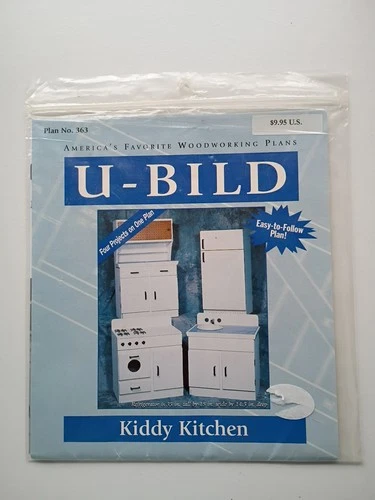 Plan No. 363
$9.95 U.S.
AMERICA'S FAVORITE WOODWORKING PLANS
U-BILD
Four Projects on One Plan
Easy-to-Follow
Plan!
Kiddy Kitchen